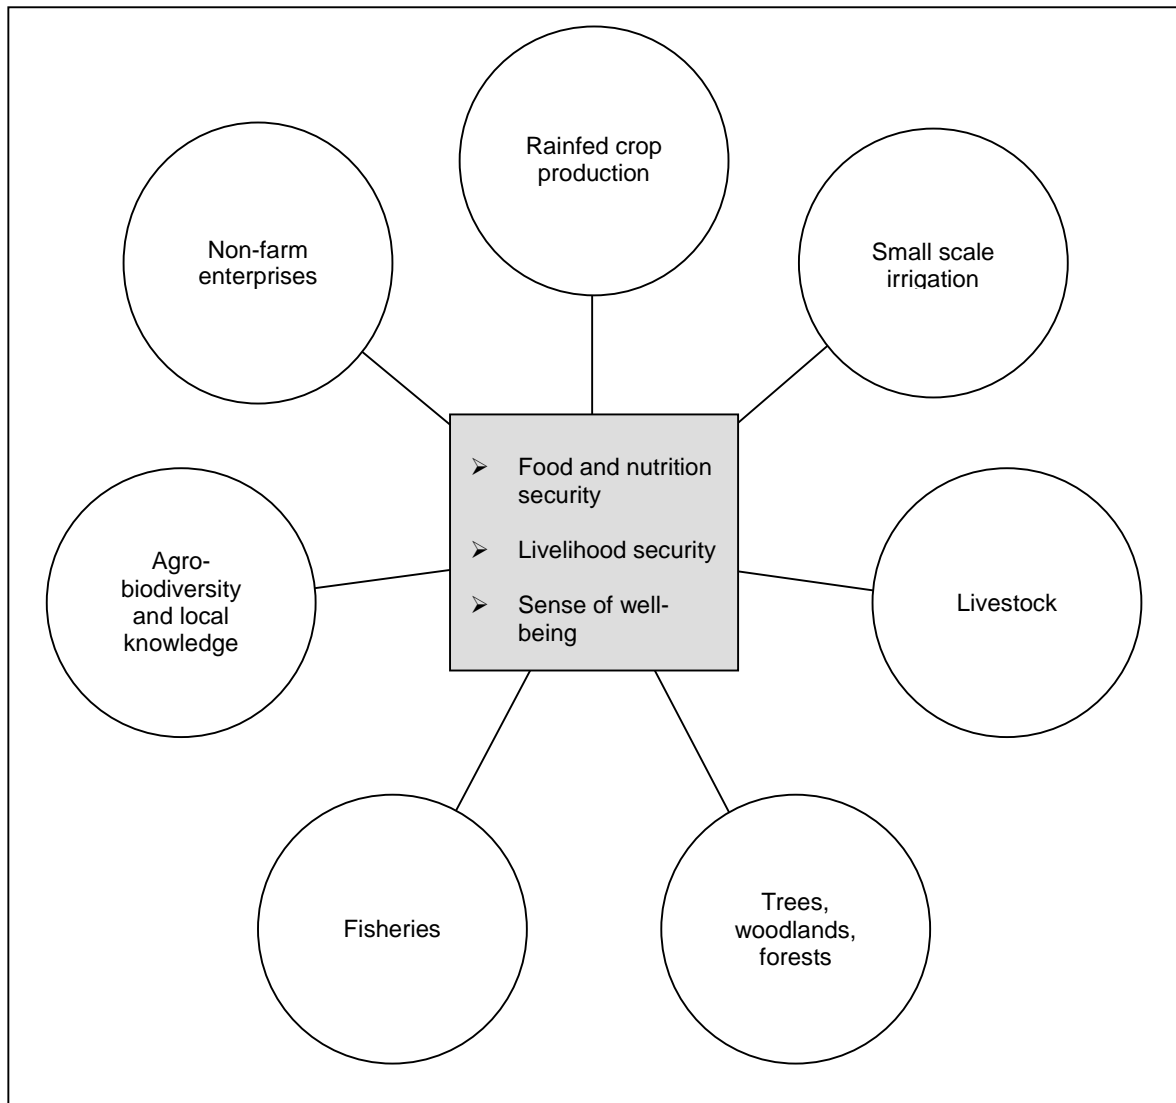 Rainfed crop
production
Non-farm
enterprises
Small scale
irrigation
➢ Food and nutrition
security
➢ Livelihood security
➢ Sense of well-
being
Agro-
biodiversity
and local
knowledge
Livestock
Fisheries
Trees,
woodlands,
forests